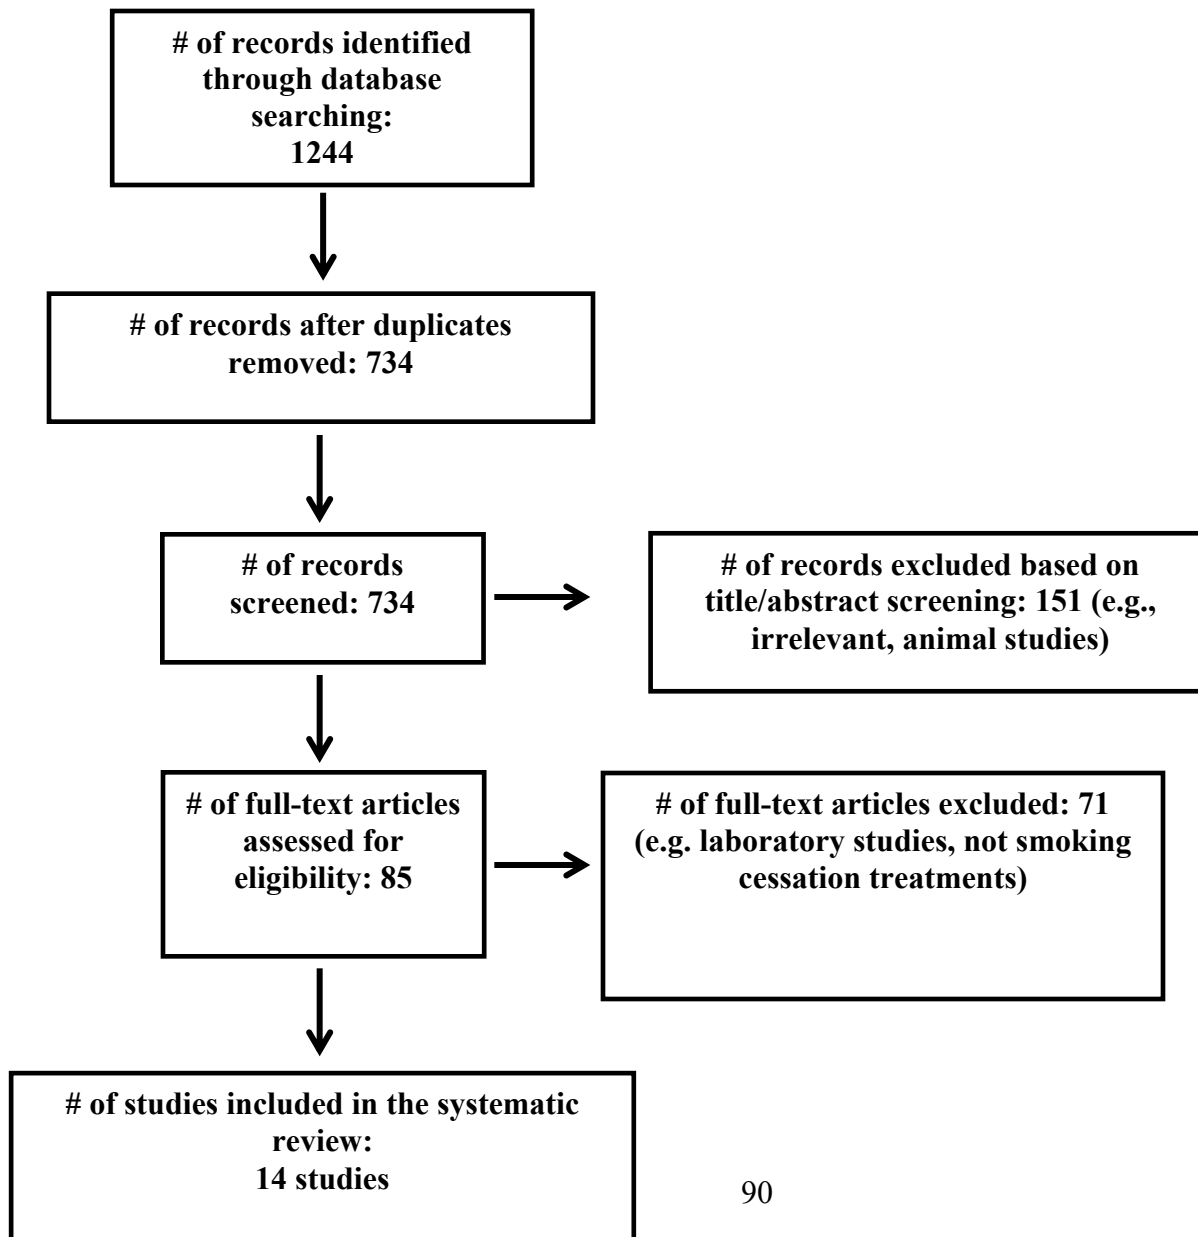 # of records identified
through database
searching:
1244
# of records after duplicates
removed: 734
# of records
screened: 734
# of records excluded based on
title/abstract screening: 151 (e.g.,
irrelevant, animal studies)
# of full-text articles
assessed for
eligibility: 85
# of full-text articles excluded: 71
(e.g. laboratory studies, not smoking
cessation treatments)
# of studies included in the systematic
review:
14 studies
90